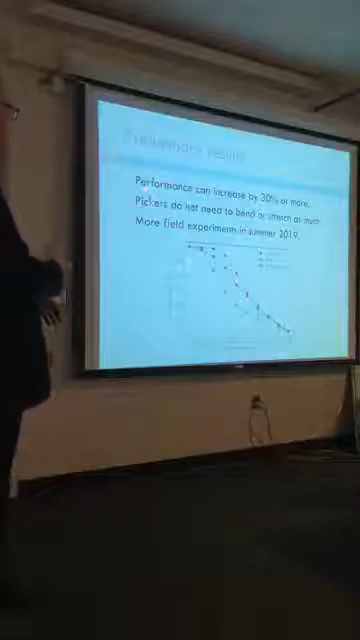 Preliminary results
Performance can increase by 30% or more.
Pickers do not need to bend or stretch as much
More field experiments in summer 2019.